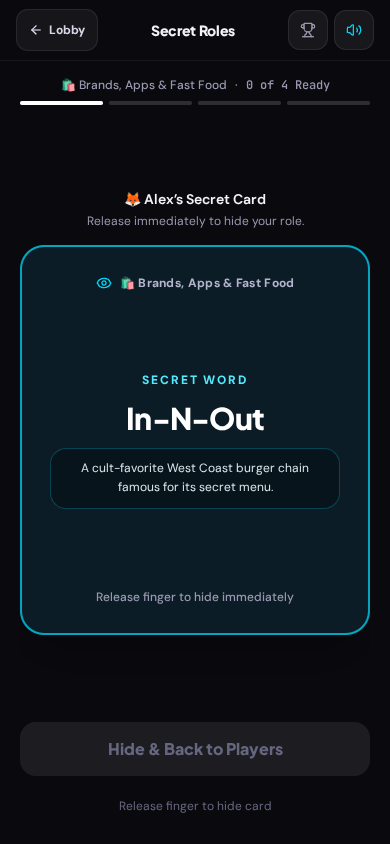 Lobby
Secret Roles
🛍️ Brands, Apps & Fast Food · 0 of 4 Ready
🦊 Alex’s Secret Card
Release immediately to hide your role.
🛍️ Brands, Apps & Fast Food
SECRET WORD
In-N-Out
A cult-favorite West Coast burger chain
famous for its secret menu.
Release finger to hide immediately
Hide & Back to Players
Release finger to hide card